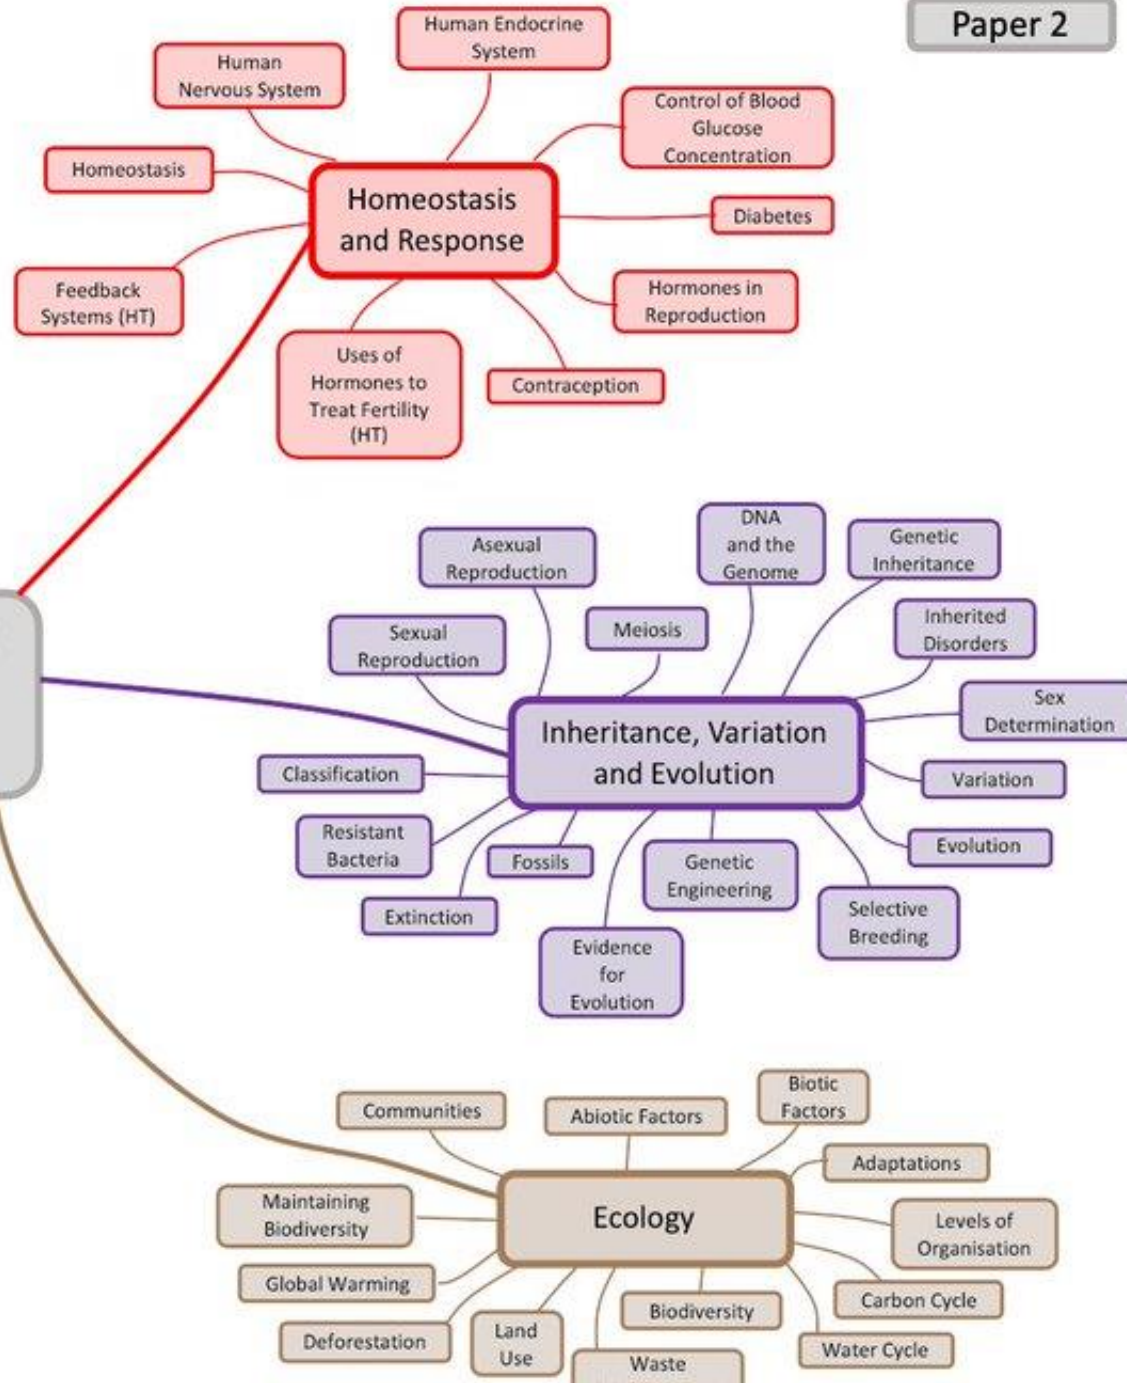 Paper 2
Human Endocrine
System
Human
Nervous System
Control of Blood
Glucose
Concentration
Homeostasis
Homeostasis
and Response
Diabetes
Feedback
Systems (HT)
Hormones in
Reproduction
Uses of
Hormones to
Treat Fertility
(HT)
Contraception
DNA
and the
Genome
Asexual
Reproduction
Genetic
Inheritance
Meiosis
Inherited
Disorders
Sexual
Reproduction
Sex
Determination
Inheritance, Variation
and Evolution
Classification
Variation
Resistant
Bacteria
Fossils
Genetic
Engineering
Evolution
Extinction
Selective
Breeding
Evidence
for
Evolution
Biotic
Factors
Communities
Abiotic Factors
Adaptations
Maintaining
Biodiversity
Ecology
Levels of
Organisation
Global Warming
Carbon Cycle
Biodiversity
Deforestation
Land
Use
Water Cycle
Waste